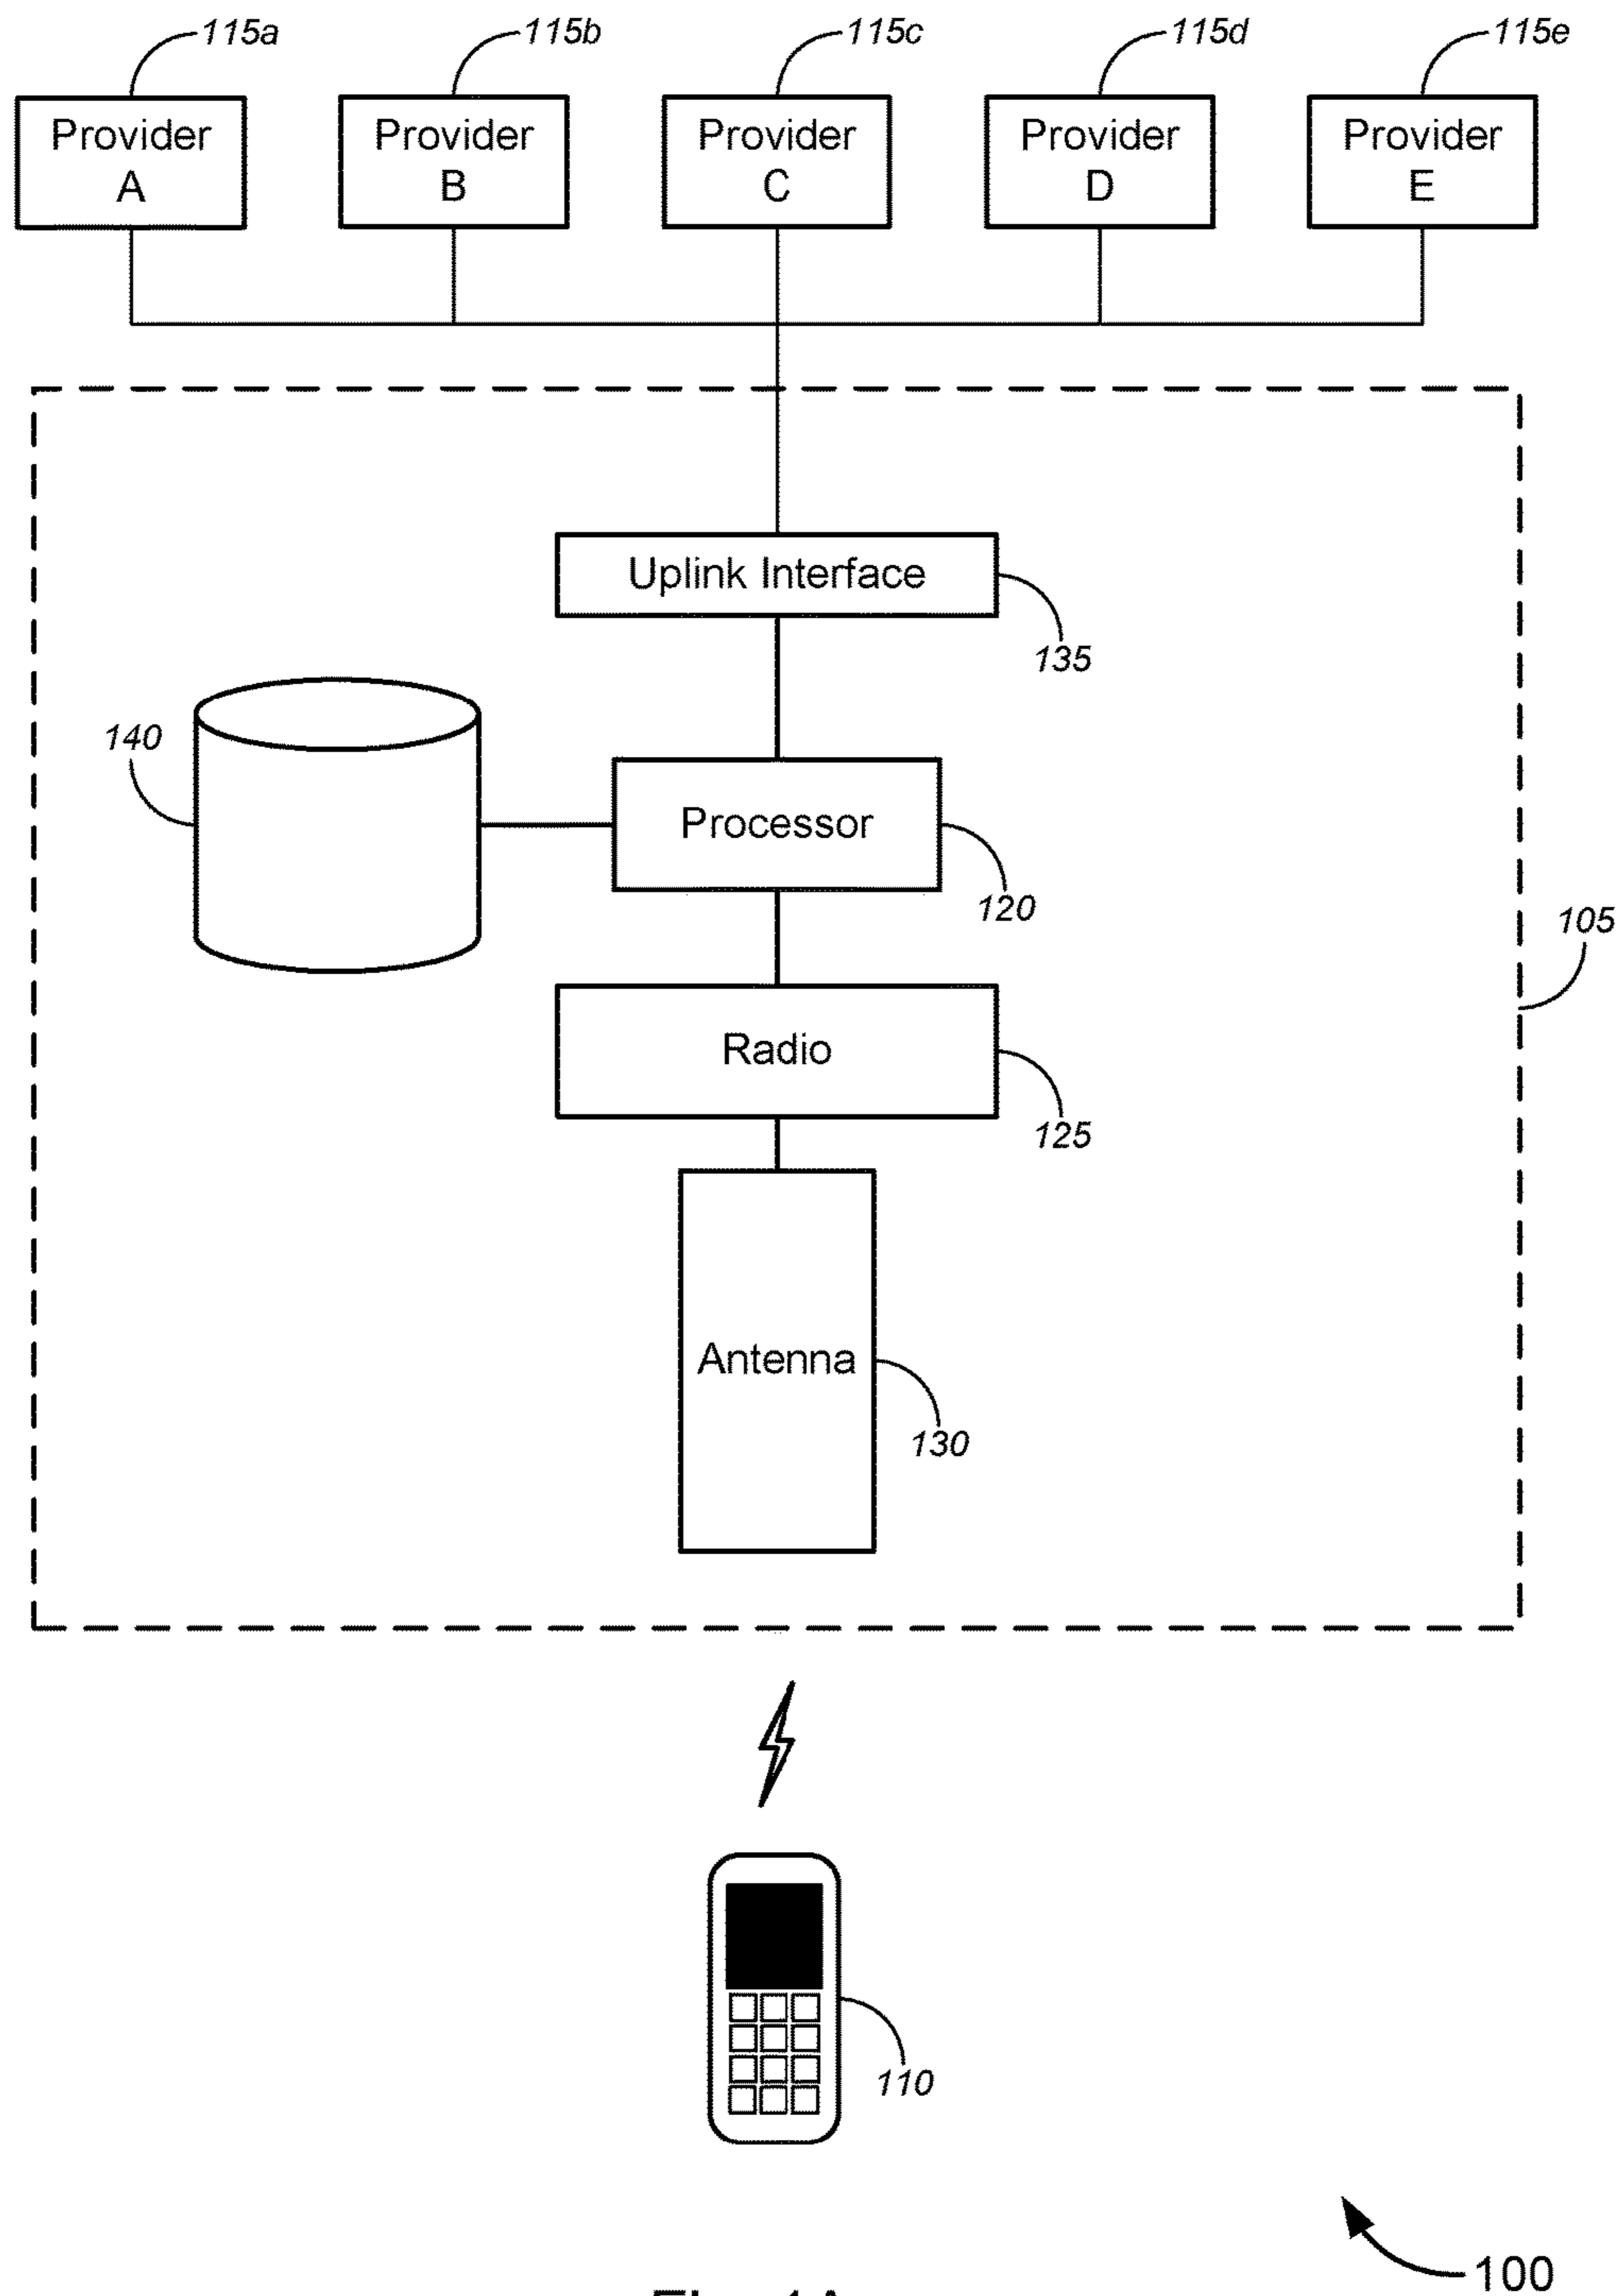 115a 115b 115c 115d 115e
Provider A
Provider B
Provider C
Provider D
Provider E
Uplink Interface
135
140
Processor
120
105
Radio
125
Antenna
130
110
100